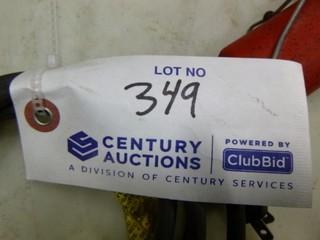 LOT NO
349
CENTURY
AUCTIONS
POWERED BY
ClubBid
A DIVISION OF CENTURY SERVICES